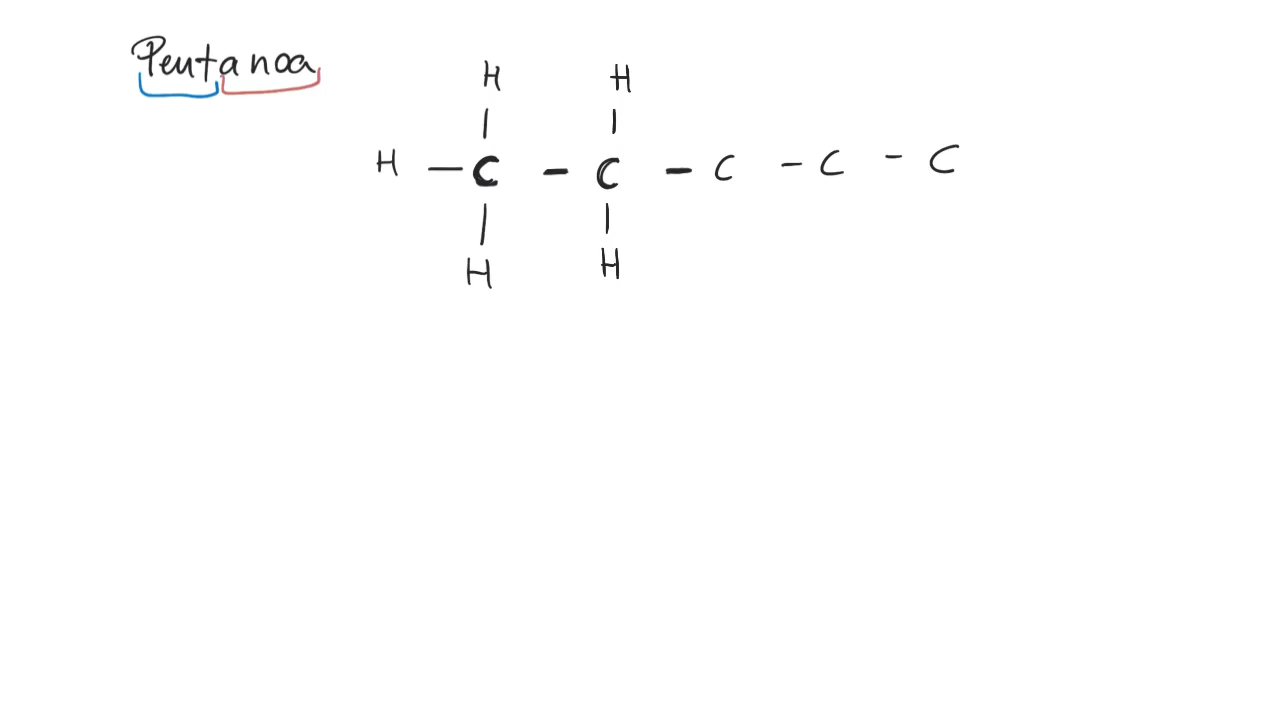 Pentanoa
H H
H – C – C – C – C – C
H H